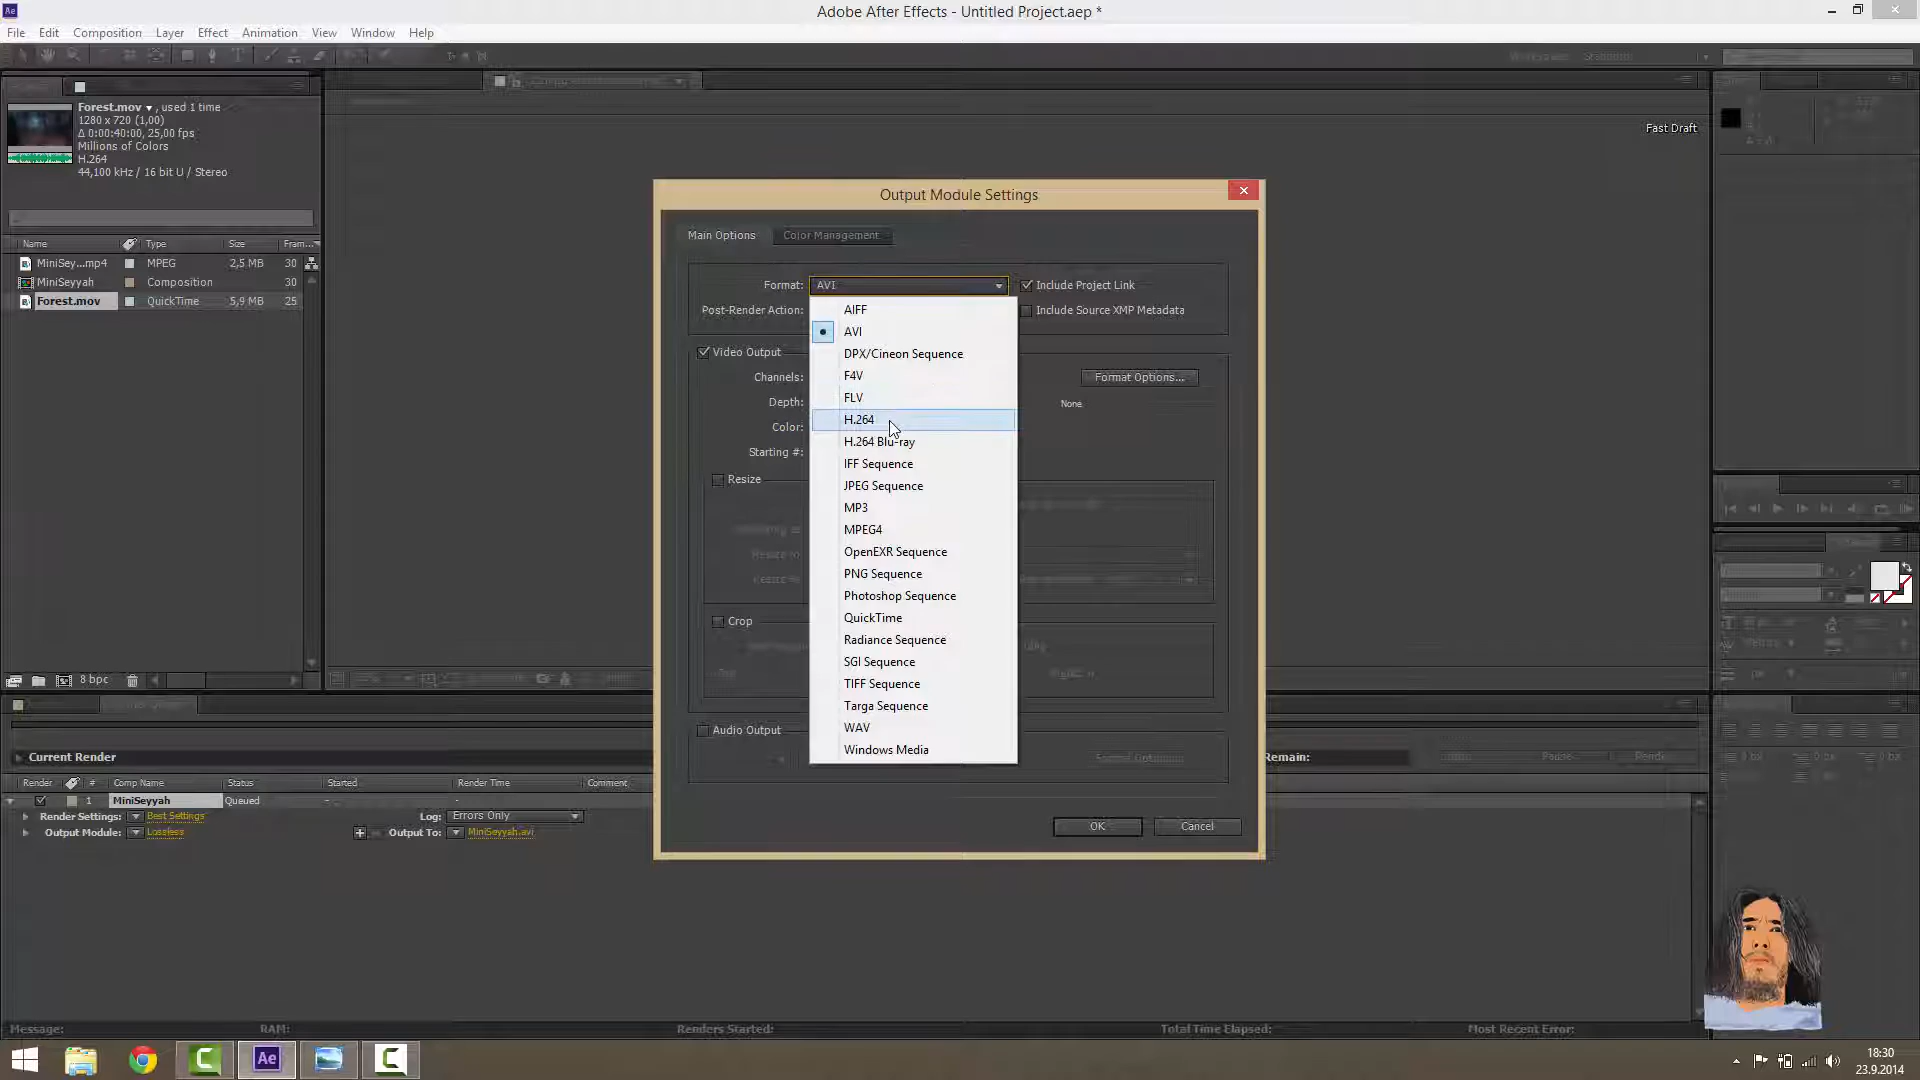 Ae
Adobe After Effects - Untitled Project.aep *
File Edit Composition Layer Effect Animation View Window Help
Forest.mov ▾ , used 1 time
1280 x 720 (1,00)
Δ 0:00:40:00, 25,00 fps
Millions of Colors
H.264
44,100 kHz / 16 bit U / Stereo
Fast Draft
Name Type Size Fram...
MiniSey...mp4 MPEG 2,5 MB 30
MiniSeyyah Composition 30
Forest.mov QuickTime 5,9 MB 25
8 bpc
Output Module Settings
Main Options Color Management
Format: AVI Include Project Link
Post-Render Action: Include Source XMP Metadata
Video Output
Channels: Format Options...
Depth: None
Color:
Starting #:
Resize
Crop
Audio Output
AIFF
AVI
DPX/Cineon Sequence
F4V
FLV
H.264
H.264 Blu-ray
IFF Sequence
JPEG Sequence
MP3
MPEG4
OpenEXR Sequence
PNG Sequence
Photoshop Sequence
QuickTime
Radiance Sequence
SGI Sequence
TIFF Sequence
Targa Sequence
WAV
Windows Media
OK Cancel
Current Render Remain: Pause
Render # Comp Name Status Started Render Time Comment
1 MiniSeyyah Queued - -
Render Settings: Best Settings Log: Errors Only
Output Module: Lossless Output To: MiniSeyyah.avi
Message: RAM: Renders Started: Total Time Elapsed: Most Recent Error:
Ae
18:30
23.9.2014